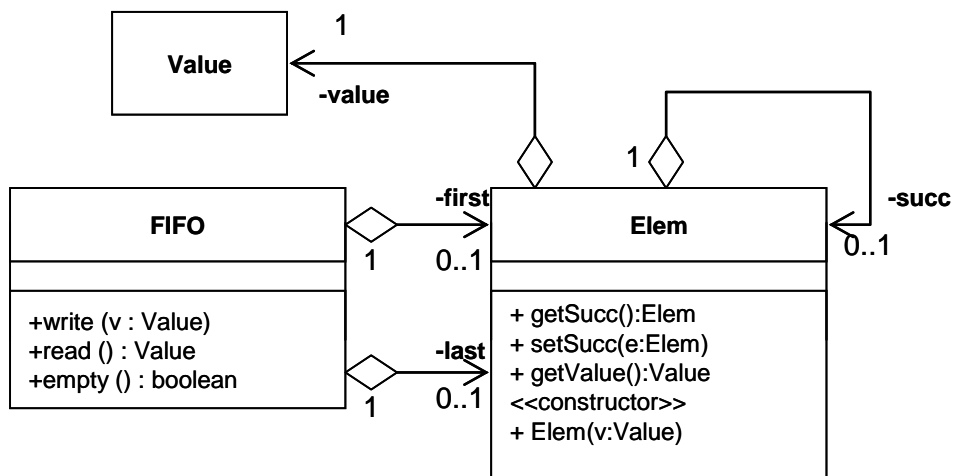 1
Value
-value
1
-succ
0..1
FIFO
-first
1
0..1
Elem
+write (v : Value)
+read () : Value
+empty () : boolean
-last
1
0..1
+ getSucc():Elem
+ setSucc(e:Elem)
+ getValue():Value
<<constructor>>
+ Elem(v:Value)